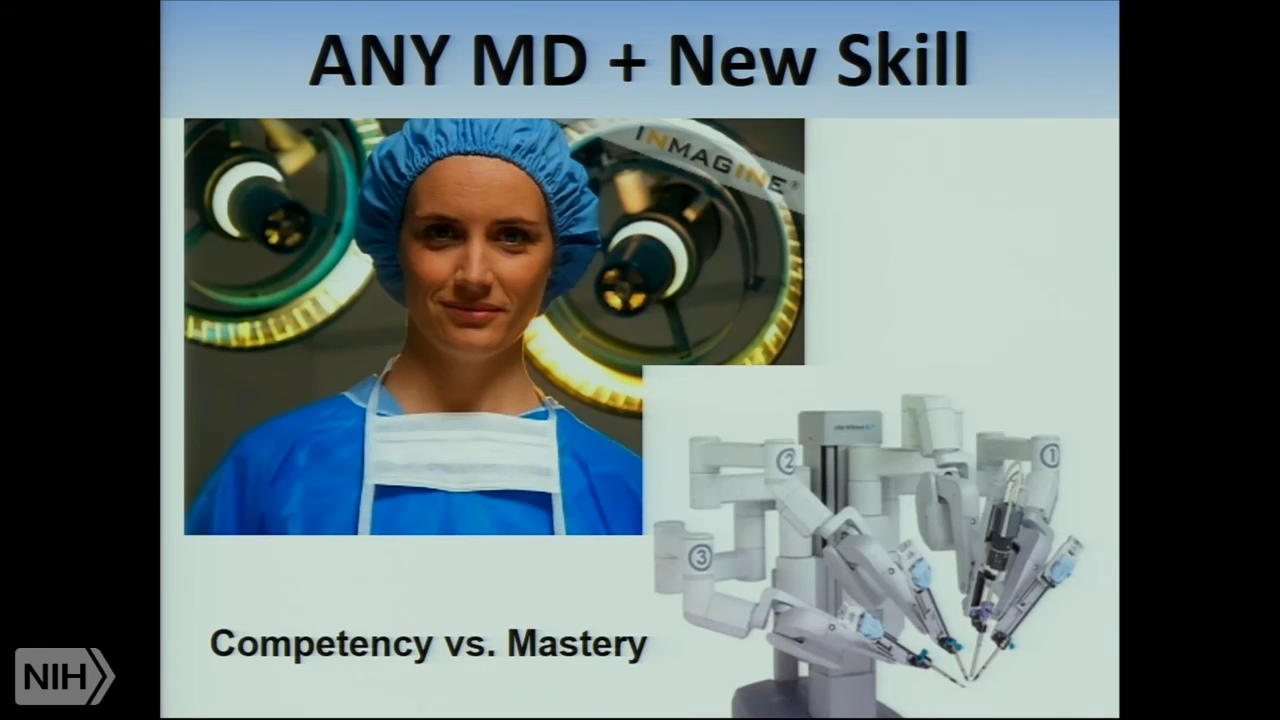 ANY MD + New Skill
INMAGINE®
2
1
3
Competency vs. Mastery
NIH